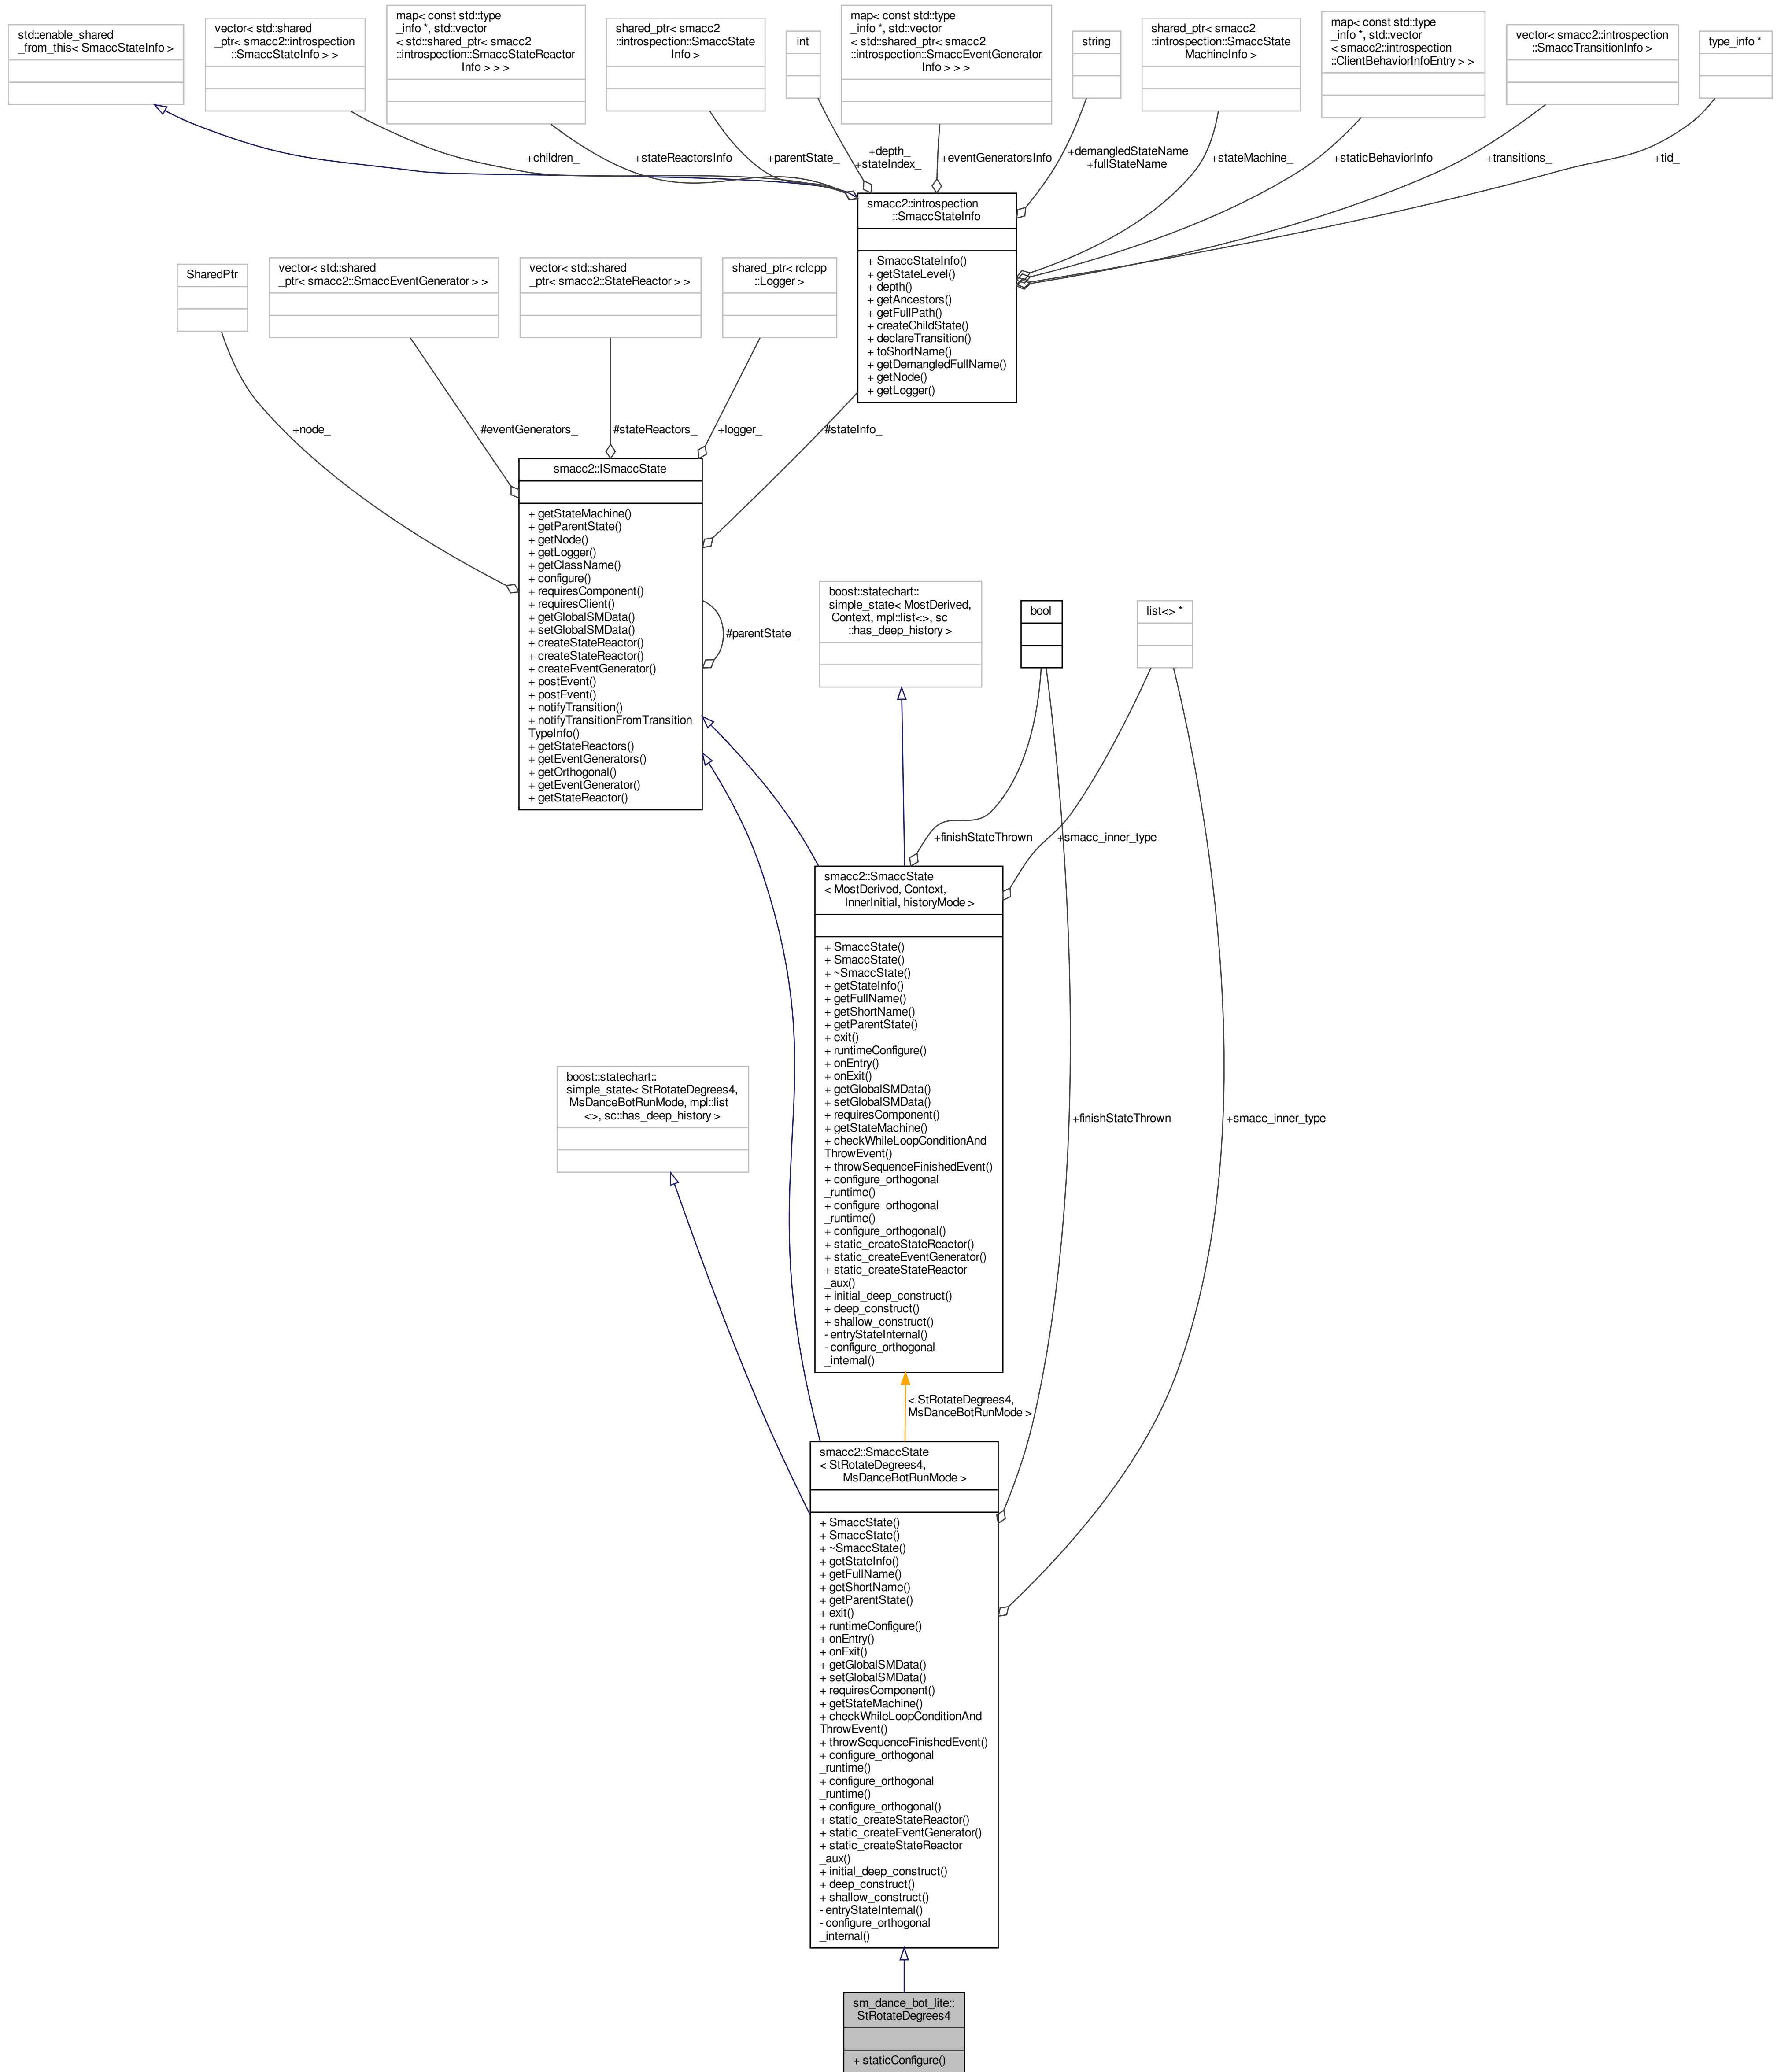 std::enable_shared
_from_this< SmaccStateInfo >
vector< std::shared
_ptr< smacc2::introspection
::SmaccStateInfo > >
map< const std::type
_info *, std::vector
< std::shared_ptr< smacc2
::introspection::SmaccStateReactor
Info > > >
shared_ptr< smacc2
::introspection::SmaccState
Info >
int
map< const std::type
_info *, std::vector
< std::shared_ptr< smacc2
::introspection::SmaccEventGenerator
Info > > >
string
shared_ptr< smacc2
::introspection::SmaccState
MachineInfo >
map< const std::type
_info *, std::vector
< smacc2::introspection
::ClientBehaviorInfoEntry > >
vector< smacc2::introspection
::SmaccTransitionInfo >
type_info *
+children_
+stateReactorsInfo
+parentState_
+depth_
+stateIndex_
+eventGeneratorsInfo
+demangledStateName
+fullStateName
+stateMachine_
+staticBehaviorInfo
+transitions_
+tid_
smacc2::introspection
::SmaccStateInfo
+ SmaccStateInfo()
+ getStateLevel()
+ depth()
+ getAncestors()
+ getFullPath()
+ createChildState()
+ declareTransition()
+ toShortName()
+ getDemangledFullName()
+ getNode()
+ getLogger()
SharedPtr
vector< std::shared
_ptr< smacc2::SmaccEventGenerator > >
vector< std::shared
_ptr< smacc2::StateReactor > >
shared_ptr< rclcpp
::Logger >
+node_
#eventGenerators_
#stateReactors_
+logger_
#stateInfo_
smacc2::ISmaccState
+ getStateMachine()
+ getParentState()
+ getNode()
+ getLogger()
+ getClassName()
+ configure()
+ requiresComponent()
+ requiresClient()
+ getGlobalSMData()
+ setGlobalSMData()
+ createStateReactor()
+ createStateReactor()
+ createEventGenerator()
+ postEvent()
+ postEvent()
+ notifyTransition()
+ notifyTransitionFromTransition
TypeInfo()
+ getStateReactors()
+ getEventGenerators()
+ getOrthogonal()
+ getEventGenerator()
+ getStateReactor()
#parentState_
boost::statechart::
simple_state< MostDerived,
Context, mpl::list<>, sc
::has_deep_history >
bool
list<> *
+finishStateThrown
+smacc_inner_type
smacc2::SmaccState
< MostDerived, Context,
InnerInitial, historyMode >
+ SmaccState()
+ SmaccState()
+ ~SmaccState()
+ getStateInfo()
+ getFullName()
+ getShortName()
+ getParentState()
+ exit()
+ runtimeConfigure()
+ onEntry()
+ onExit()
+ getGlobalSMData()
+ setGlobalSMData()
+ requiresComponent()
+ getStateMachine()
+ checkWhileLoopConditionAnd
ThrowEvent()
+ throwSequenceFinishedEvent()
+ configure_orthogonal
_runtime()
+ configure_orthogonal
_runtime()
+ configure_orthogonal()
+ static_createStateReactor()
+ static_createEventGenerator()
+ static_createStateReactor
_aux()
+ initial_deep_construct()
+ deep_construct()
+ shallow_construct()
- entryStateInternal()
- configure_orthogonal
_internal()
boost::statechart::
simple_state< StRotateDegrees4,
MsDanceBotRunMode, mpl::list
<>, sc::has_deep_history >
+finishStateThrown
+smacc_inner_type
< StRotateDegrees4,
MsDanceBotRunMode >
smacc2::SmaccState
< StRotateDegrees4,
MsDanceBotRunMode >
+ SmaccState()
+ SmaccState()
+ ~SmaccState()
+ getStateInfo()
+ getFullName()
+ getShortName()
+ getParentState()
+ exit()
+ runtimeConfigure()
+ onEntry()
+ onExit()
+ getGlobalSMData()
+ setGlobalSMData()
+ requiresComponent()
+ getStateMachine()
+ checkWhileLoopConditionAnd
ThrowEvent()
+ throwSequenceFinishedEvent()
+ configure_orthogonal
_runtime()
+ configure_orthogonal
_runtime()
+ configure_orthogonal()
+ static_createStateReactor()
+ static_createEventGenerator()
+ static_createStateReactor
_aux()
+ initial_deep_construct()
+ deep_construct()
+ shallow_construct()
- entryStateInternal()
- configure_orthogonal
_internal()
sm_dance_bot_lite::
StRotateDegrees4
+ staticConfigure()